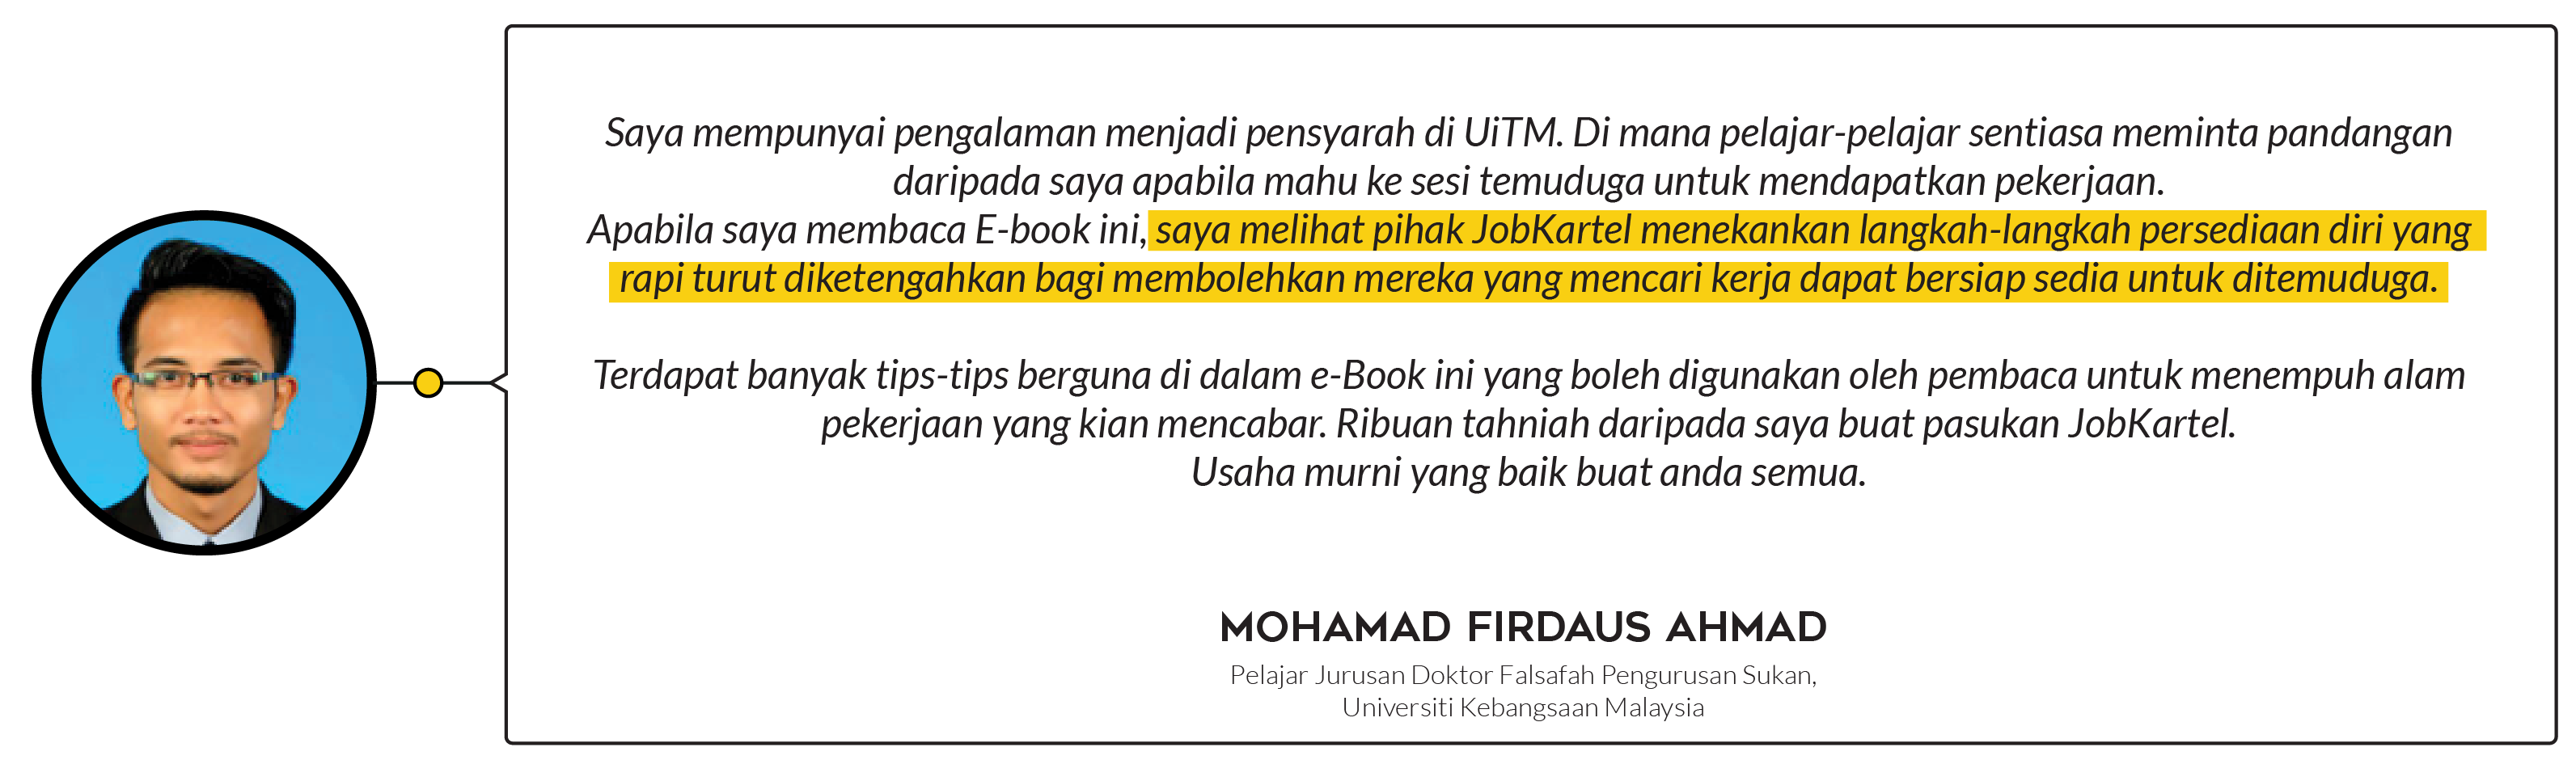 Saya mempunyai pengalaman menjadi pensyarah di UiTM. Di mana pelajar-pelajar sentiasa meminta pandangan
daripada saya apabila mahu ke sesi temuduga untuk mendapatkan pekerjaan.
Apabila saya membaca E-book ini, saya melihat pihak JobKartel menekankan langkah-langkah persediaan diri yang
rapi turut diketengahkan bagi membolehkan mereka yang mencari kerja dapat bersiap sedia untuk ditemuduga.
Terdapat banyak tips-tips berguna di dalam e-Book ini yang boleh digunakan oleh pembaca untuk menempuh alam
pekerjaan yang kian mencabar. Ribuan tahniah daripada saya buat pasukan JobKartel.
Usaha murni yang baik buat anda semua.
MOHAMAD FIRDAUS AHMAD
Pelajar Jurusan Doktor Falsafah Pengurusan Sukan,
Universiti Kebangsaan Malaysia